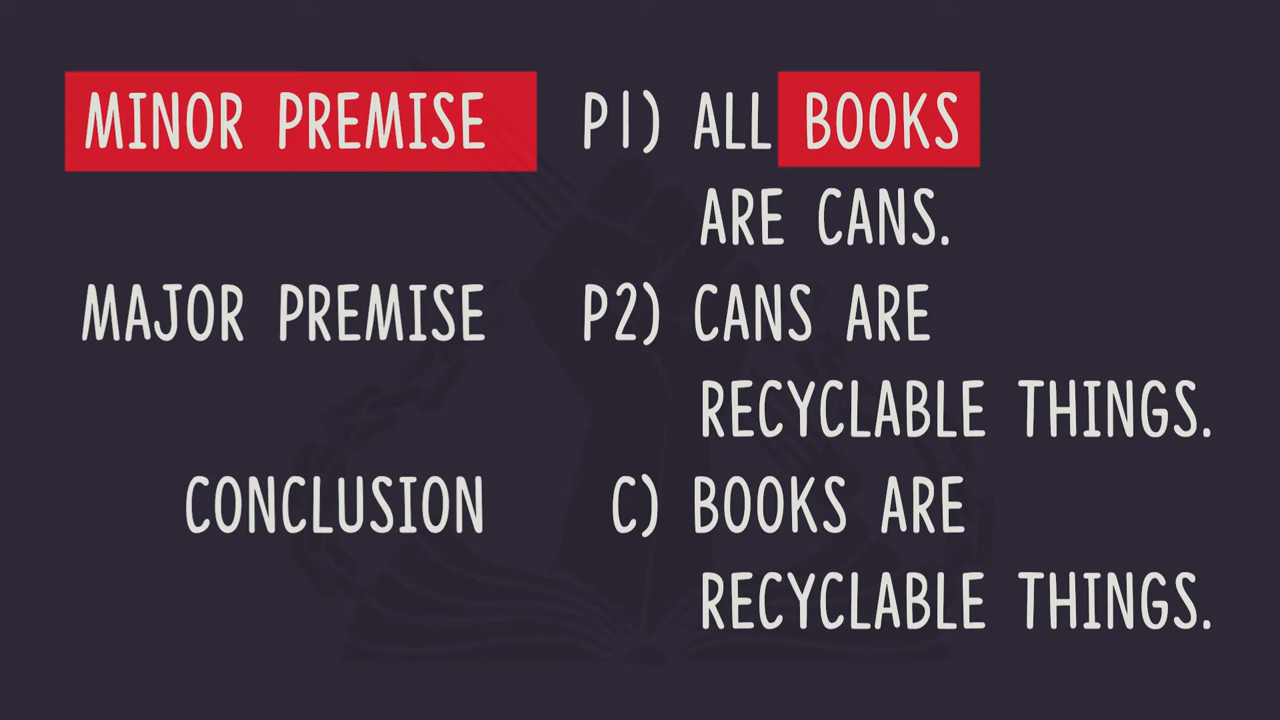 MINOR PREMISE P1) ALL BOOKS
ARE CANS.
MAJOR PREMISE P2) CANS ARE
RECYCLABLE THINGS.
CONCLUSION C) BOOKS ARE
RECYCLABLE THINGS.